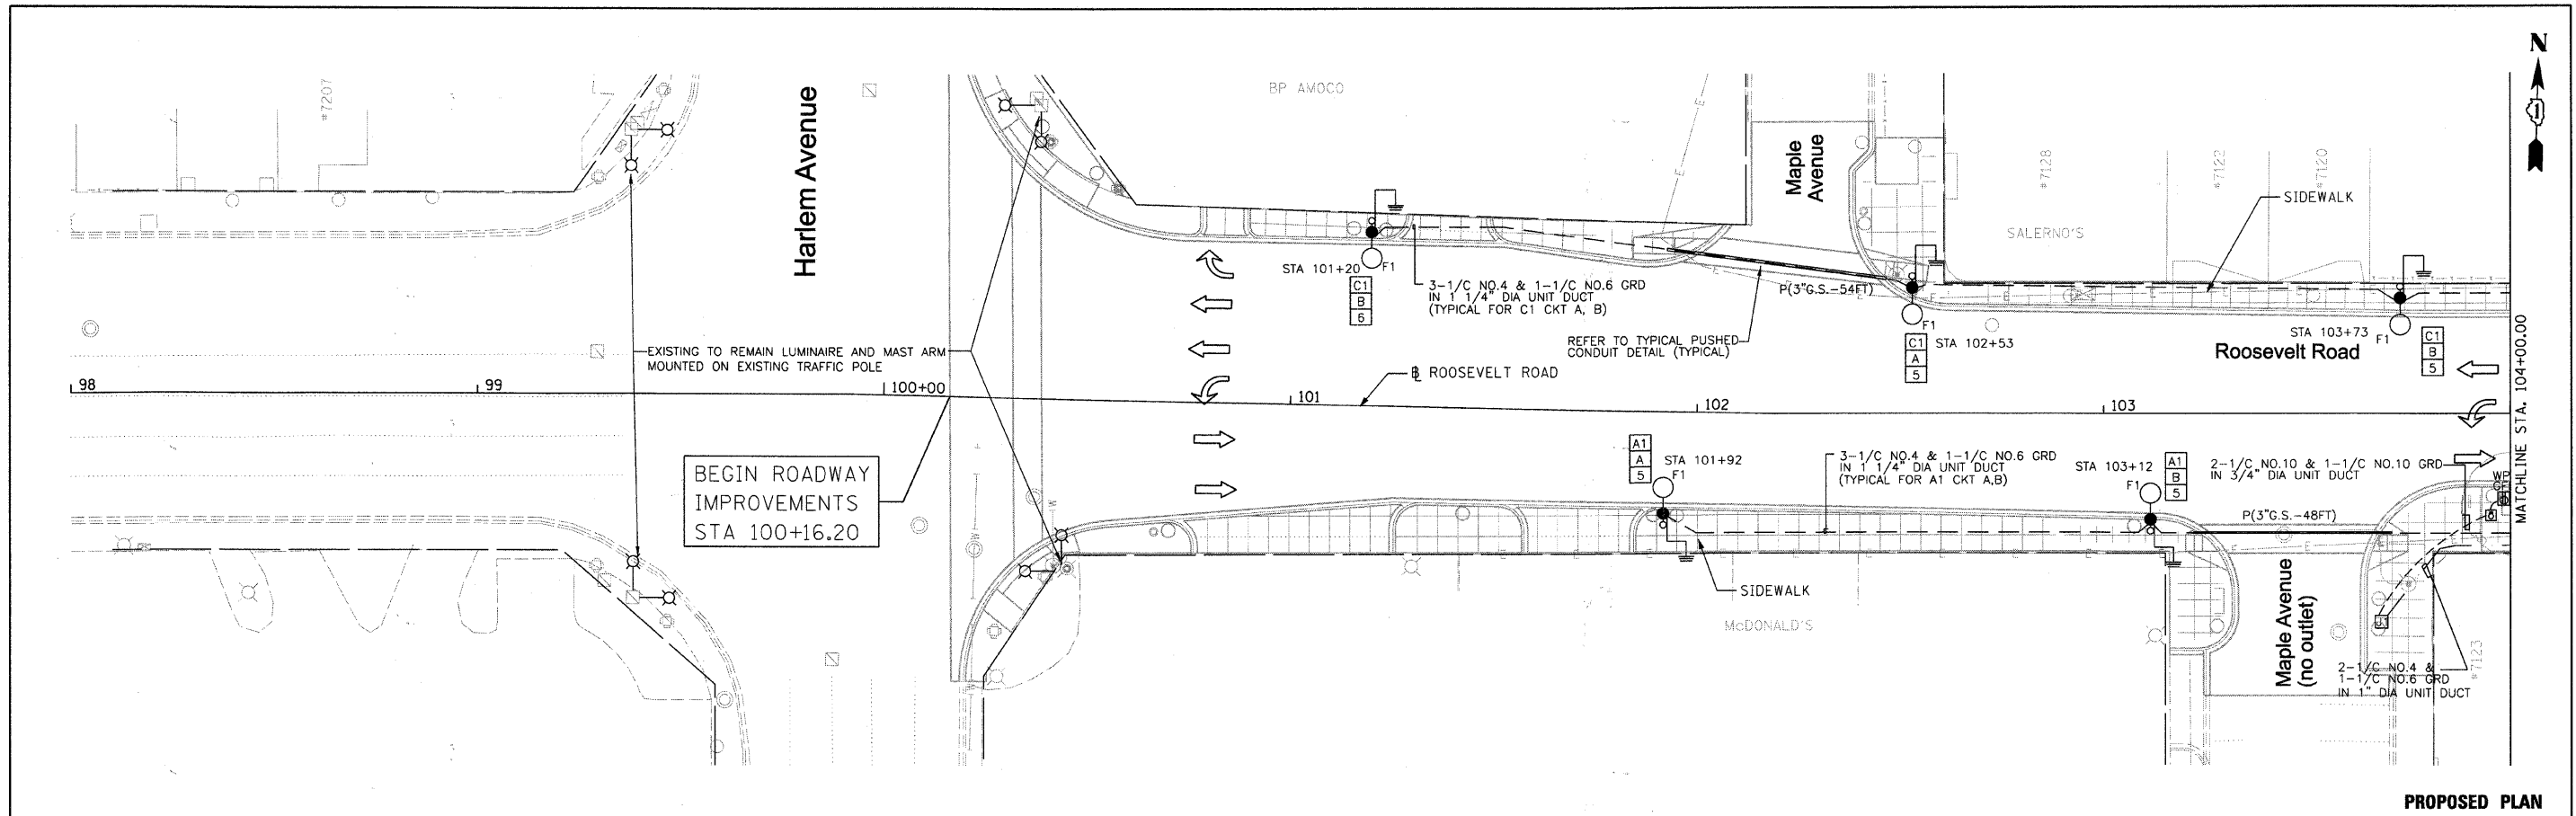 N
1
#7207
Harlem Avenue
BP AMOCO
Maple
Avenue
#7128
#7122
#7120
SIDEWALK
SALERNO'S
STA 101+20
F1
C1
B
6
3-1/C NO.4 & 1-1/C NO.6 GRD
IN 1 1/4" DIA UNIT DUCT
(TYPICAL FOR C1 CKT A, B)
P(3"G.S.-54FT)
REFER TO TYPICAL PUSHED
CONDUIT DETAIL (TYPICAL)
F1
C1
A
5
STA 102+53
STA 103+73
F1
C1
B
5
Roosevelt Road
EXISTING TO REMAIN LUMINAIRE AND MAST ARM
MOUNTED ON EXISTING TRAFFIC POLE
℄ ROOSEVELT ROAD
98
99
100+00
101
102
103
MATCHLINE STA. 104+00.00
BEGIN ROADWAY
IMPROVEMENTS
STA 100+16.20
A1
A
5
STA 101+92
F1
3-1/C NO.4 & 1-1/C NO.6 GRD
IN 1 1/4" DIA UNIT DUCT
(TYPICAL FOR A1 CKT A,B)
STA 103+12
F1
A1
B
5
2-1/C NO.10 & 1-1/C NO.10 GRD
IN 3/4" DIA UNIT DUCT
P(3"G.S.-48FT)
WP
SIDEWALK
McDONALD'S
Maple Avenue
(no outlet)
#7123
2-1/C NO.4 &
1-1/C NO.6 GRD
IN 1" DIA UNIT DUCT
PROPOSED PLAN